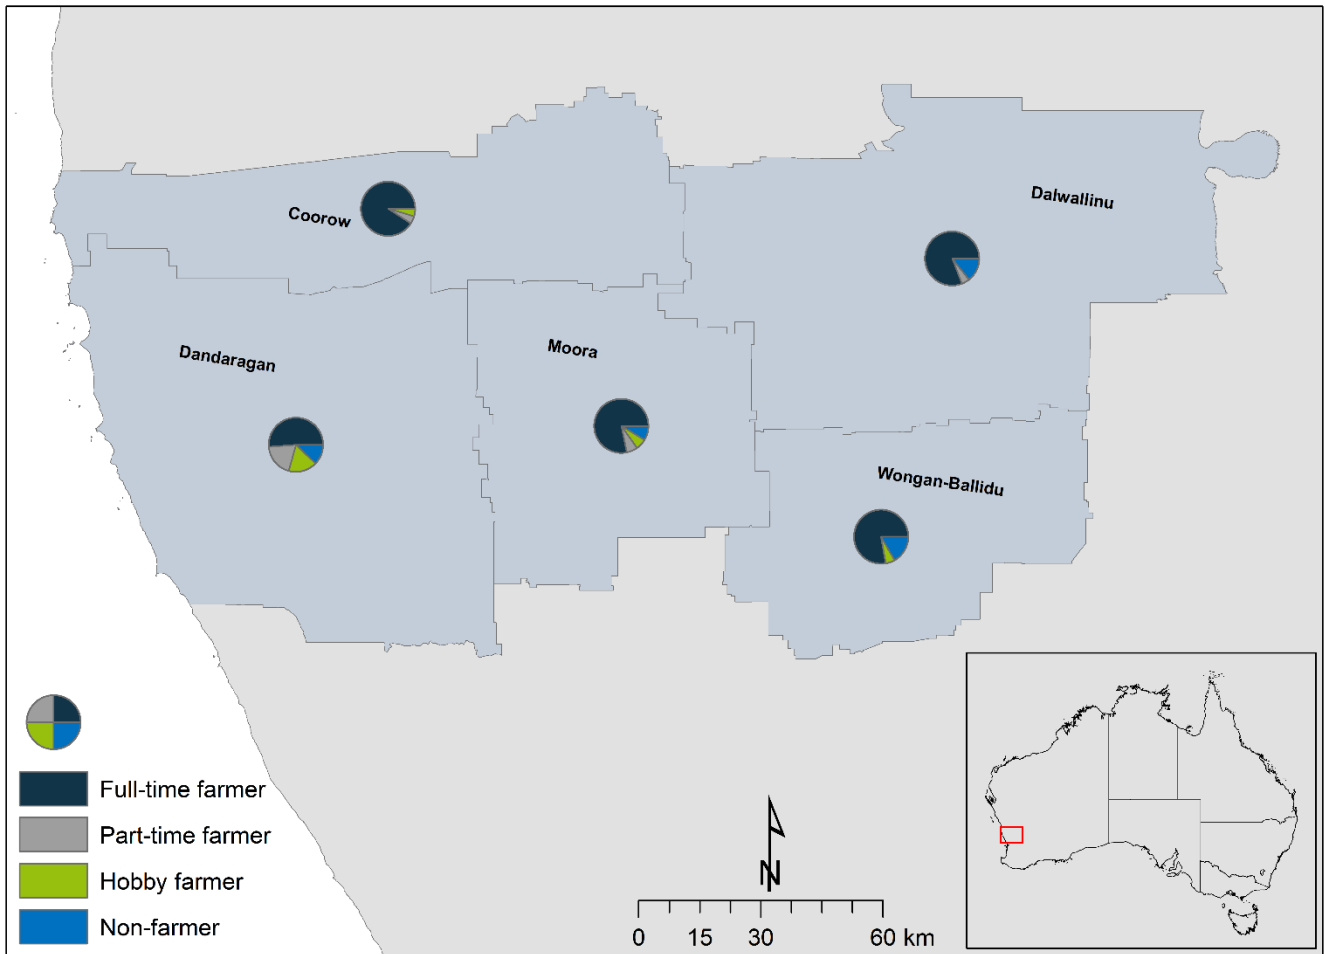 Dalwallinu
Coorow
Dandaragan
Moora
Wongan-Ballidu
Full-time farmer
Part-time farmer
Hobby farmer
Non-farmer
N
0 15 30 60 km